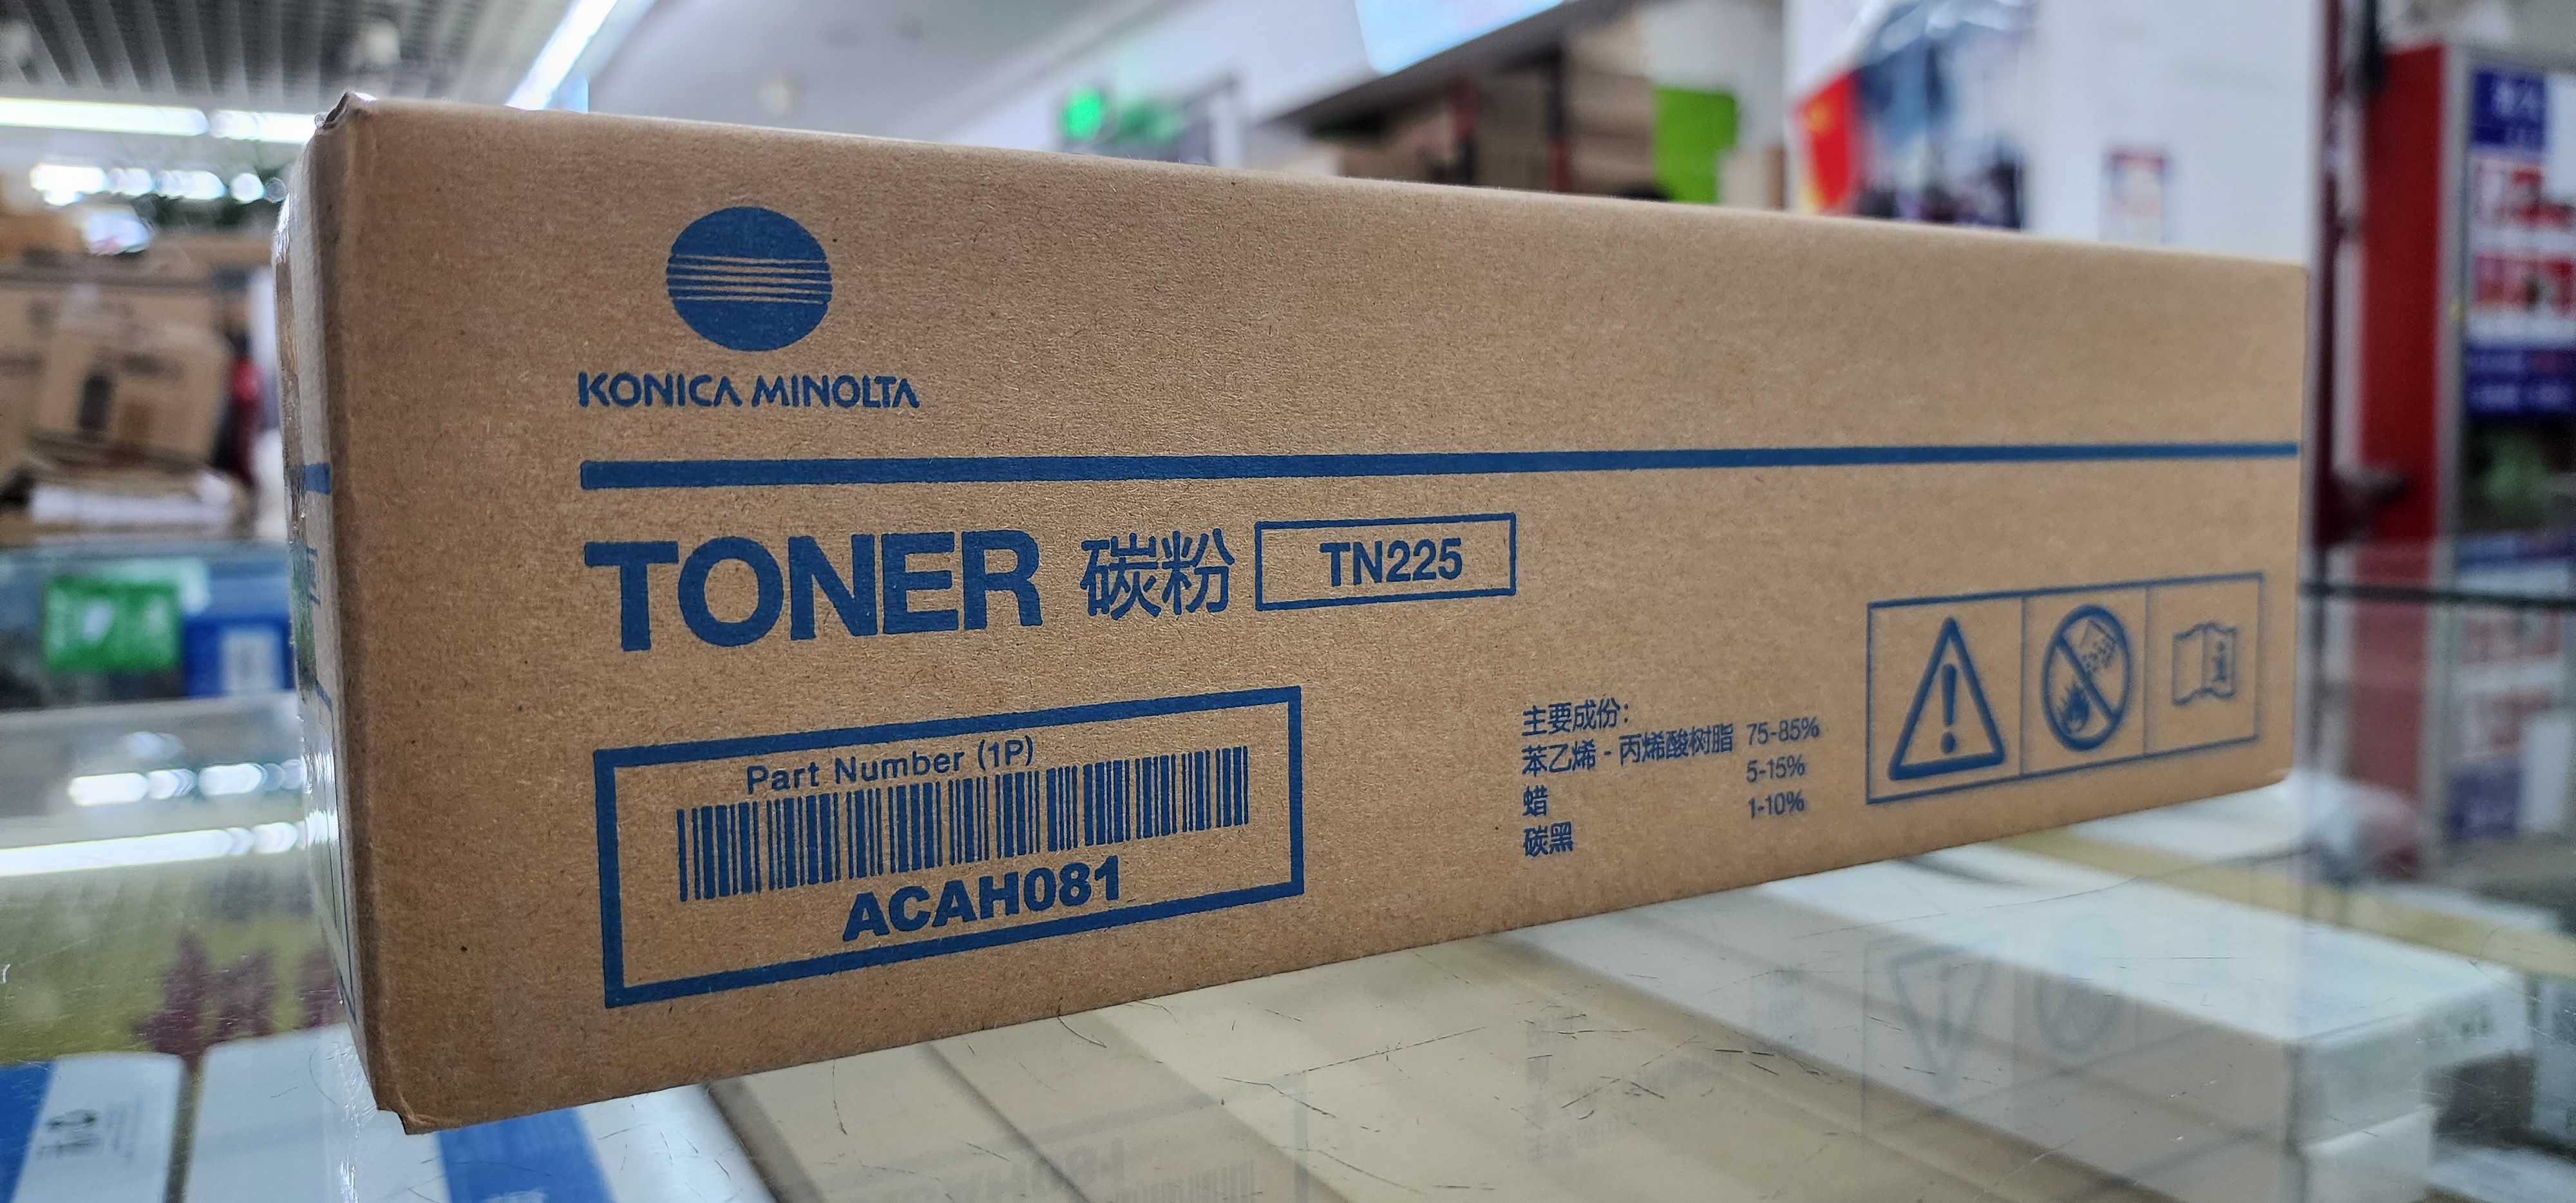 KONICA MINOLTA
TONER 碳粉 TN225
Part Number (1P)
ACAH081
主要成份:
苯乙烯 - 丙烯酸树脂 75-85%
蜡 5-15%
碳黑 1-10%